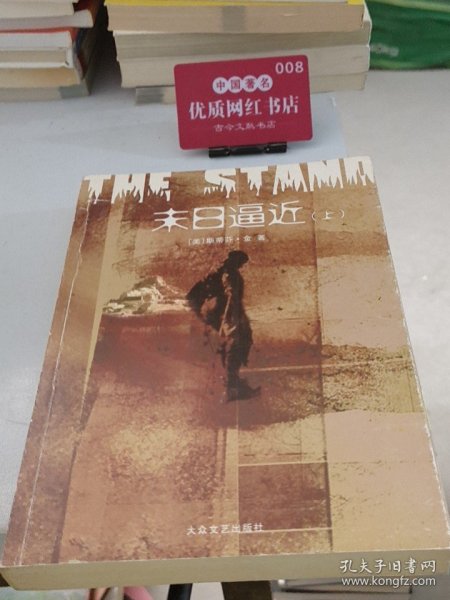 008
中国著名
优质网红书店
古今文献书店
THE STAND
末日逼近(上)
[美]斯蒂芬·金 著
大众文艺出版社
孔夫子旧书网
www.kongfz.com